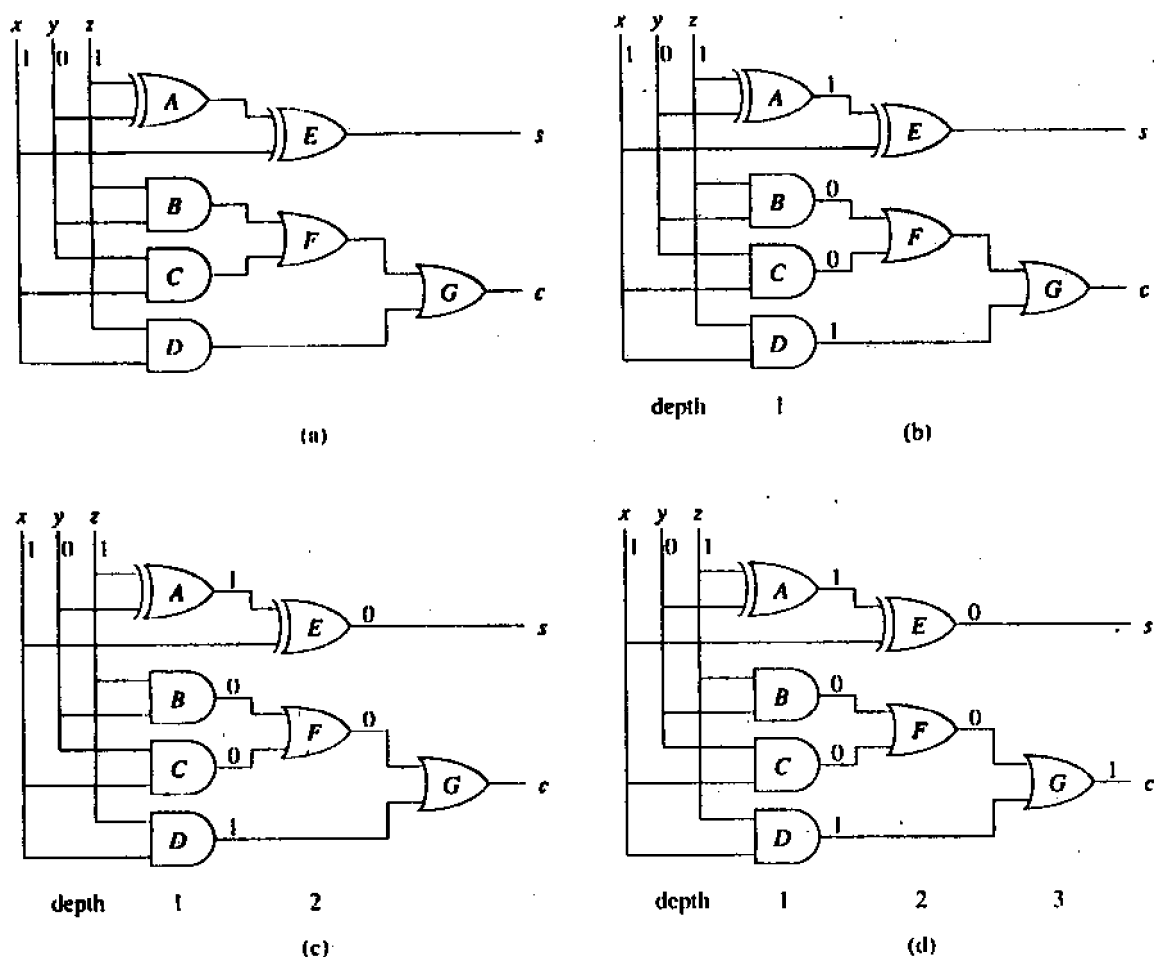 x y z
1 0 1
A
E
s
B
F
C
G
c
D
(a)
x y z
1 0 1
A 1
E
s
B 0
F
C 0
G
c
D 1
depth 1
(b)
x y z
1 0 1
A 1
E 0
s
B 0
F 0
C 0
G
c
D 1
depth 1 2
(c)
x y z
1 0 1
A 1
E 0
s
B 0
F 0
C 0
G 1
c
D 1
depth 1 2 3
(d)